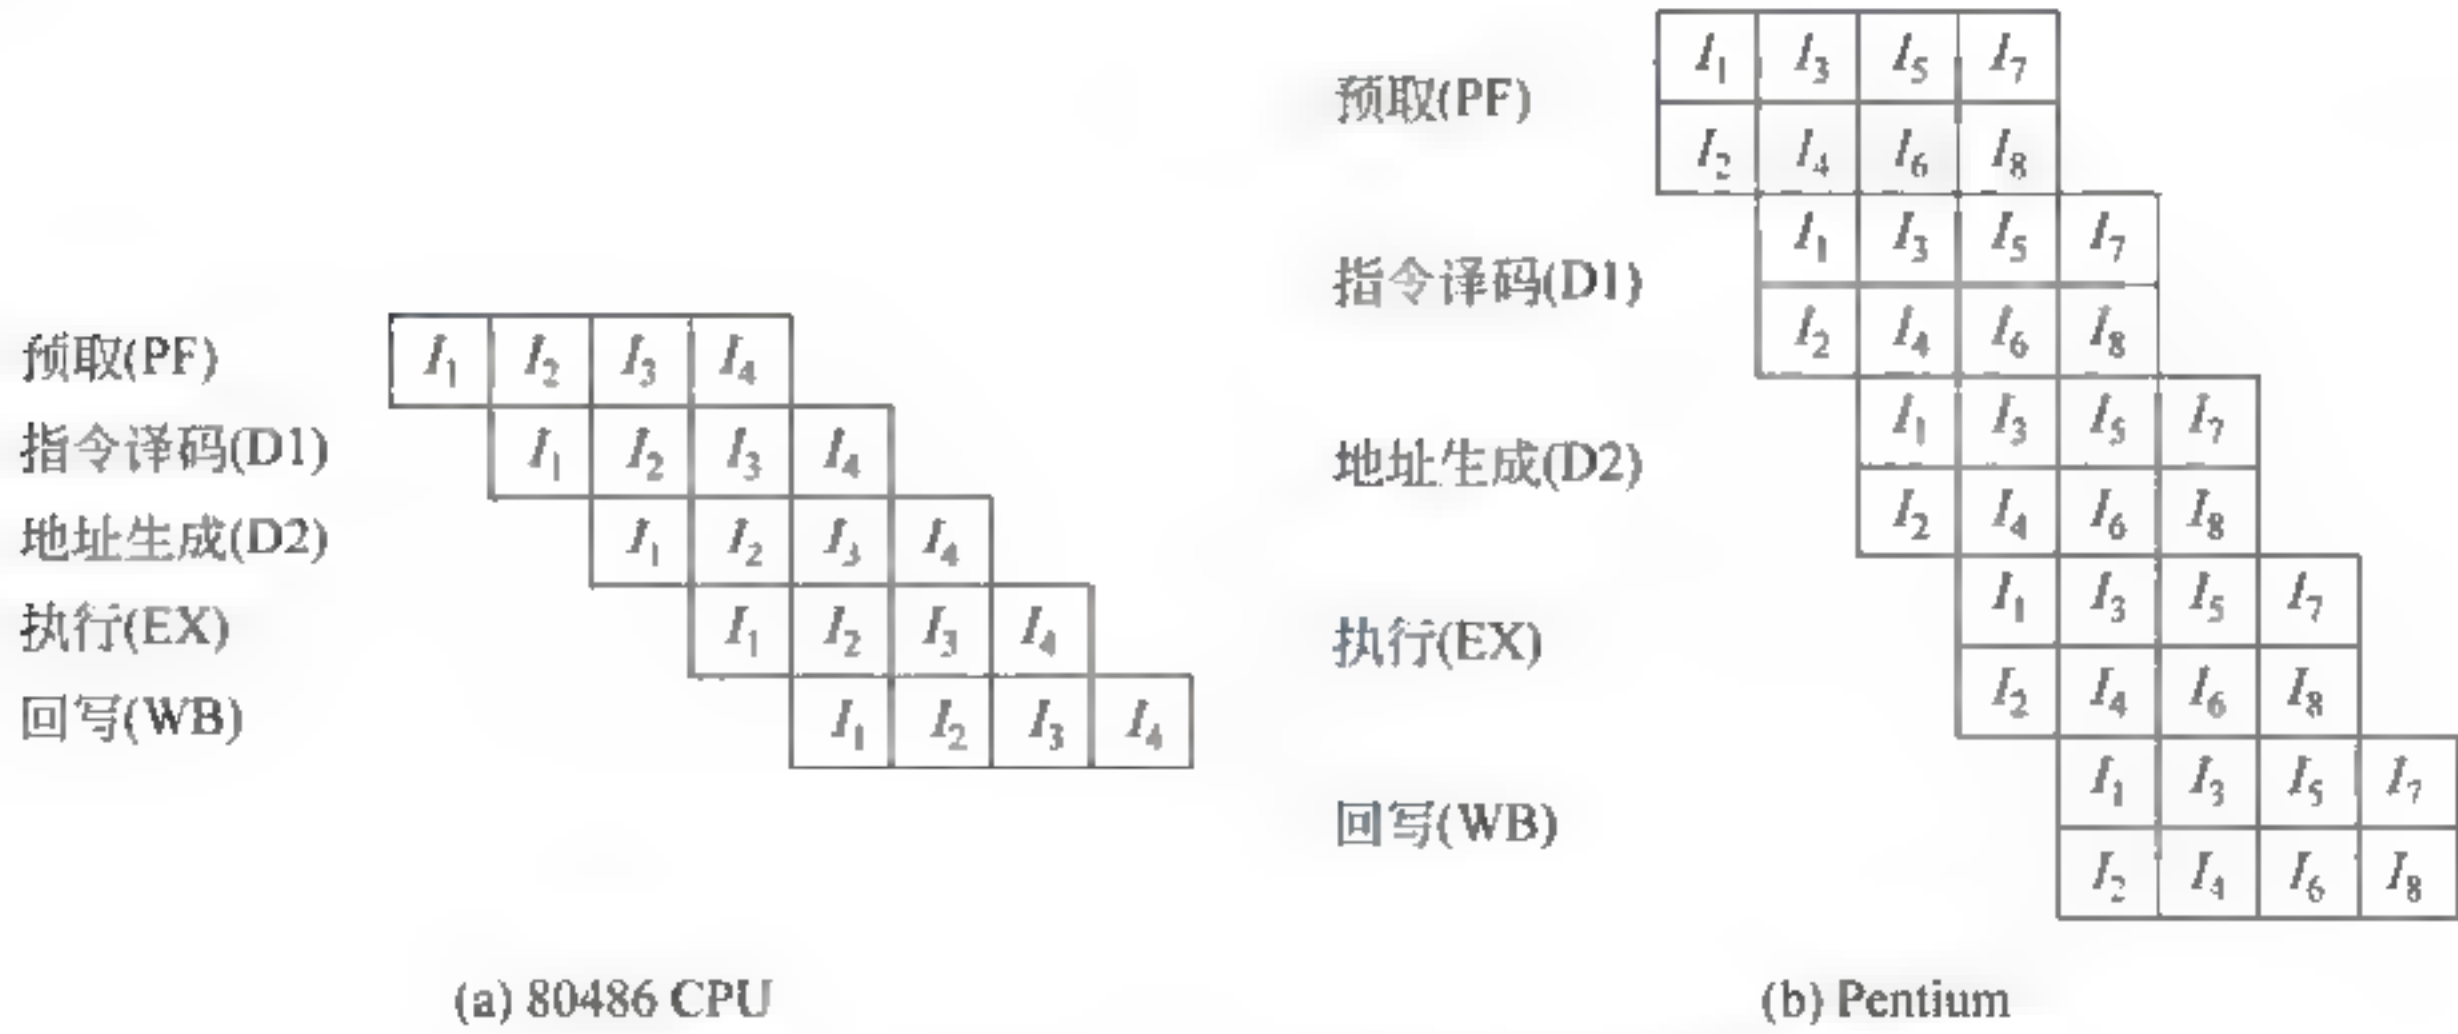 预取(PF) I1 I2 I3 I4
指令译码(D1) I1 I2 I3 I4
地址生成(D2) I1 I2 I3 I4
执行(EX) I1 I2 I3 I4
回写(WB) I1 I2 I3 I4
(a) 80486 CPU
I1 I3 I5 I7
预取(PF)
I2 I4 I6 I8
I1 I3 I5 I7
指令译码(D1)
I2 I4 I6 I8
I1 I3 I5 I7
地址生成(D2)
I2 I4 I6 I8
I1 I3 I5 I7
执行(EX)
I2 I4 I6 I8
I1 I3 I5 I7
回写(WB)
I2 I4 I6 I8
(b) Pentium